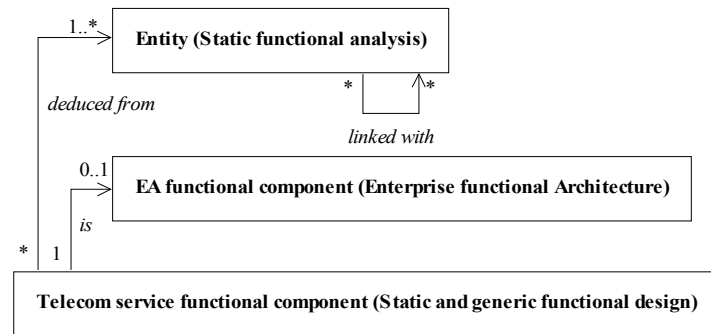 Entity (Static functional analysis)
1..*
deduced from
*
*
linked with
0..1
EA functional component (Enterprise functional Architecture)
is
*
1
Telecom service functional component (Static and generic functional design)